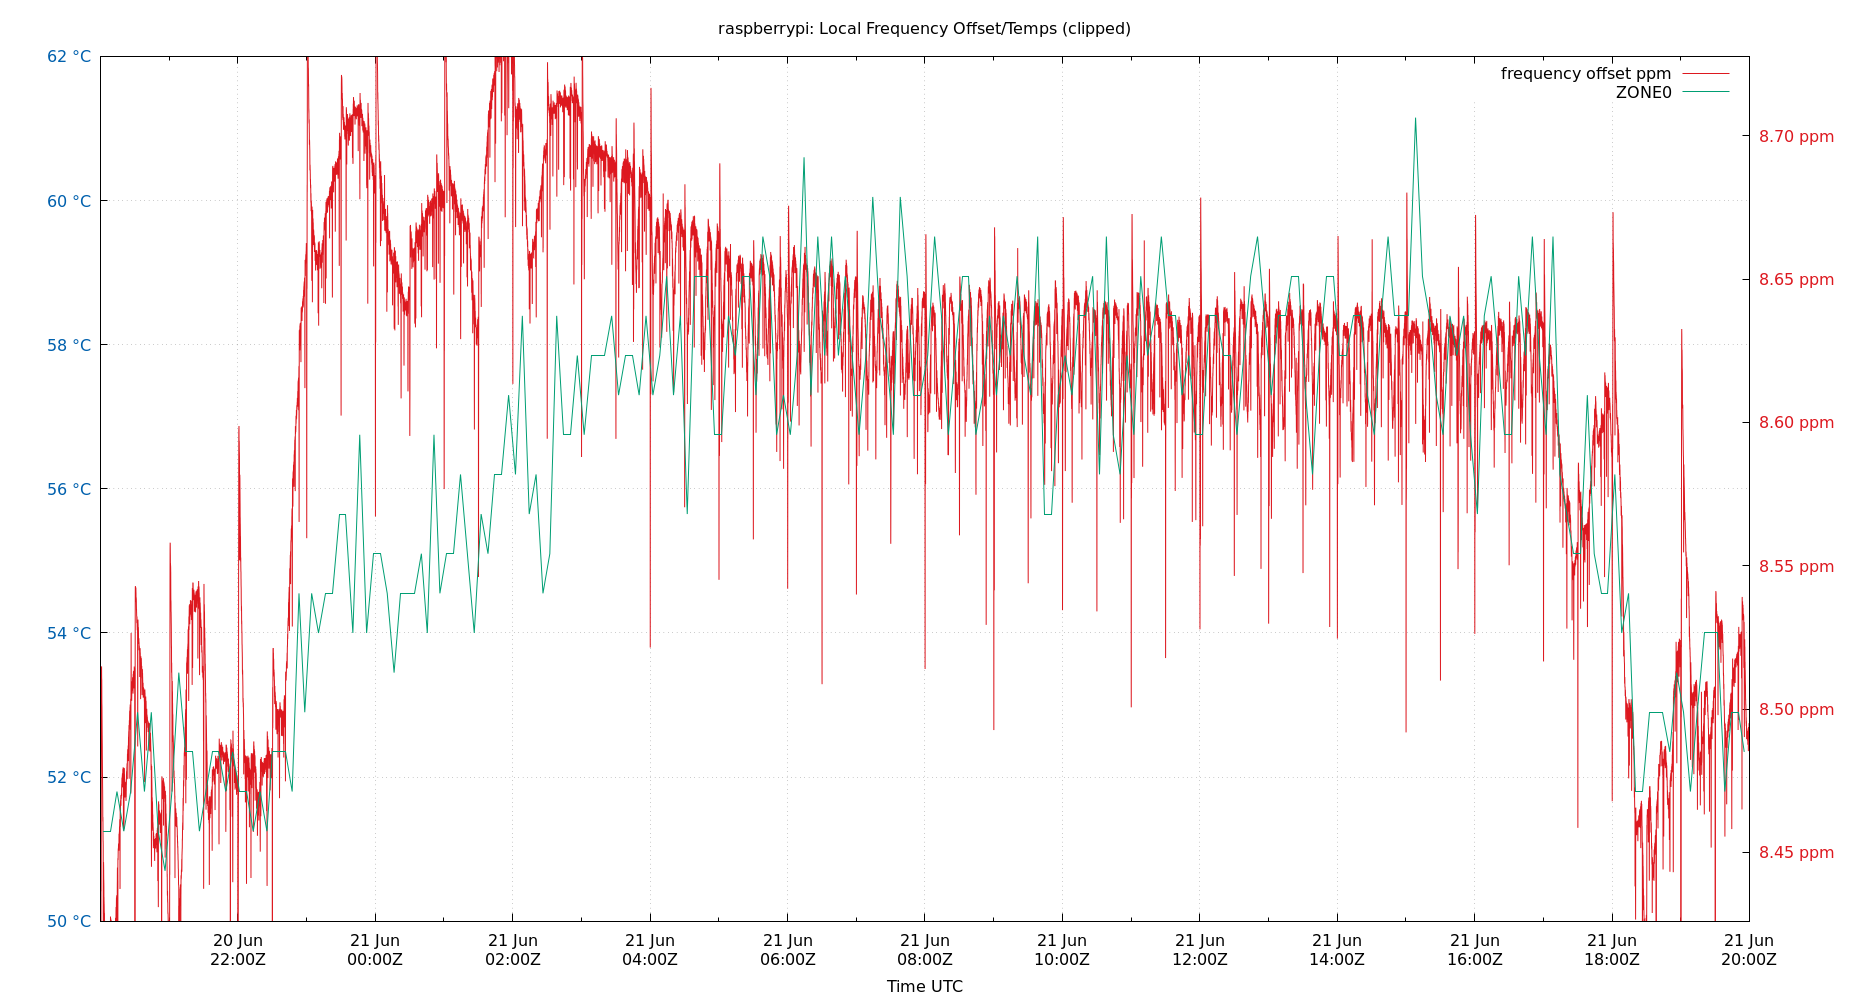 raspberrypi: Local Frequency Offset/Temps (clipped)
62 °C
60 °C
58 °C
56 °C
54 °C
52 °C
50 °C
frequency offset ppm
ZONE0
8.70 ppm
8.65 ppm
8.60 ppm
8.55 ppm
8.50 ppm
8.45 ppm
20 Jun 21 Jun 21 Jun 21 Jun 21 Jun 21 Jun 21 Jun 21 Jun 21 Jun 21 Jun 21 Jun 21 Jun
22:00Z 00:00Z 02:00Z 04:00Z 06:00Z 08:00Z 10:00Z 12:00Z 14:00Z 16:00Z 18:00Z 20:00Z
Time UTC